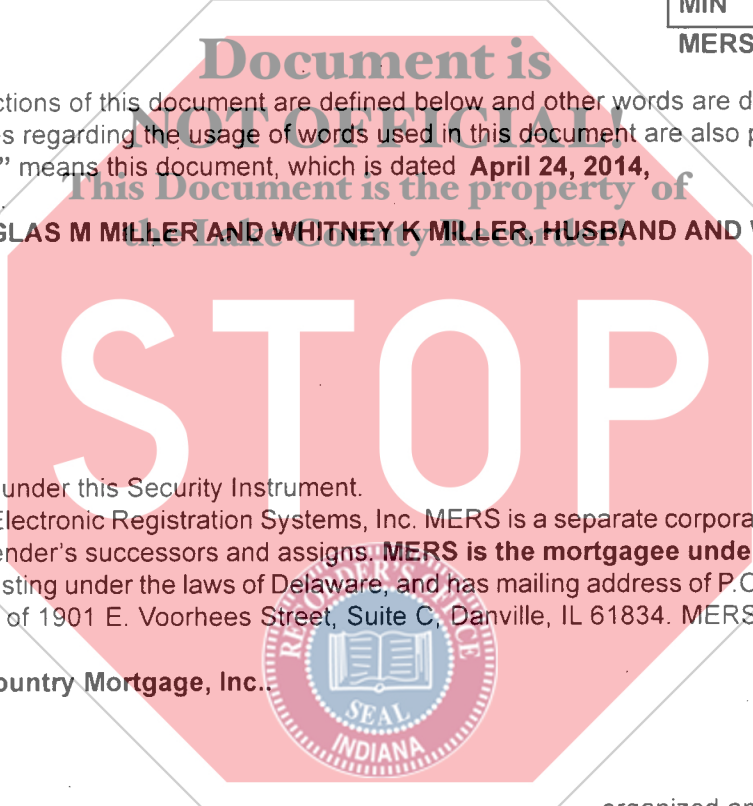 MIN
MERS
Document is
ctions of this document are defined below and other words are d
NOT OFFICIAL!
s regarding the usage of words used in this document are also p
” means this document, which is dated April 24, 2014,
This Document is the property of
GLAS M MILLER AND WHITNEY K MILLER, HUSBAND AND
the Lake County Recorder!
STOP
under this Security Instrument.
Electronic Registration Systems, Inc. MERS is a separate corpora
ender's successors and assigns. MERS is the mortgagee unde
sting under the laws of Delaware, and has mailing address of P.O
of 1901 E. Voorhees Street, Suite C, Danville, IL 61834. MERS
ountry Mortgage, Inc..
RECORDER'S OFFICE
SEAL
INDIANA
organized an